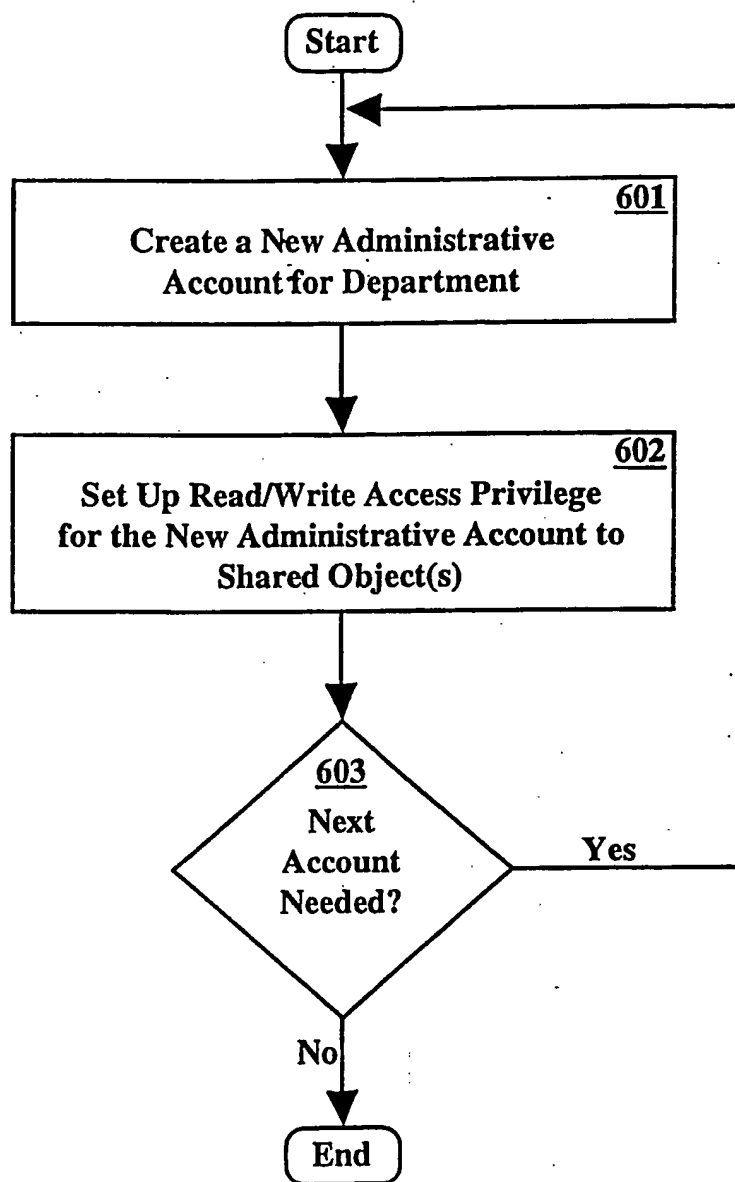 Start
601
Create a New Administrative
Account for Department
602
Set Up Read/Write Access Privilege
for the New Administrative Account to
Shared Object(s)
603
Next
Account
Needed?
Yes
No
End